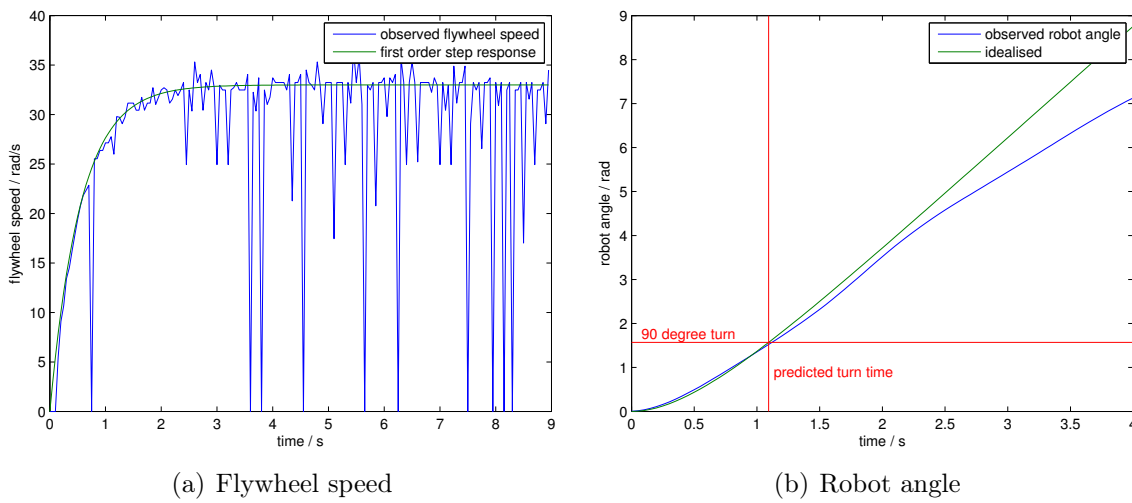 40
35
30
25
20
15
10
5
0
flywheel speed / rad/s
observed flywheel speed
first order step response
0 1 2 3 4 5 6 7 8 9
time / s
(a) Flywheel speed
9
8
7
6
5
4
3
2
1
0
robot angle / rad
observed robot angle
idealised
90 degree turn
predicted turn time
0 0.5 1 1.5 2 2.5 3 3.5 4
time / s
(b) Robot angle